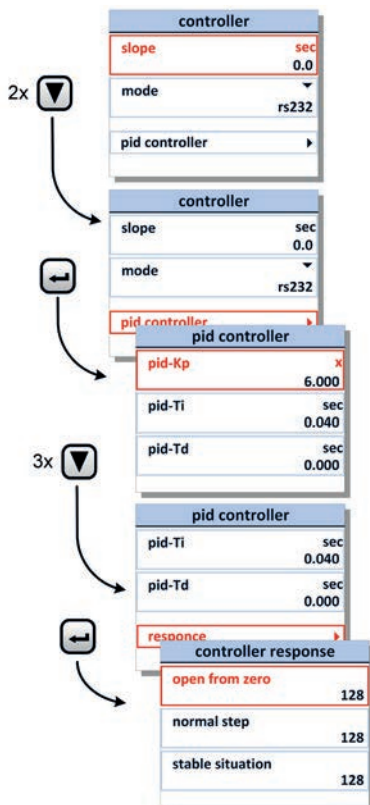 controller
slope sec
0.0
mode
rs232
pid controller
2x
controller
slope sec
0.0
mode
rs232
pid controller
pid controller
pid-Kp x
6.000
pid-Ti sec
0.040
pid-Td sec
0.000
3x
pid controller
pid-Ti sec
0.040
pid-Td sec
0.000
responce
controller response
open from zero
128
normal step
128
stable situation
128